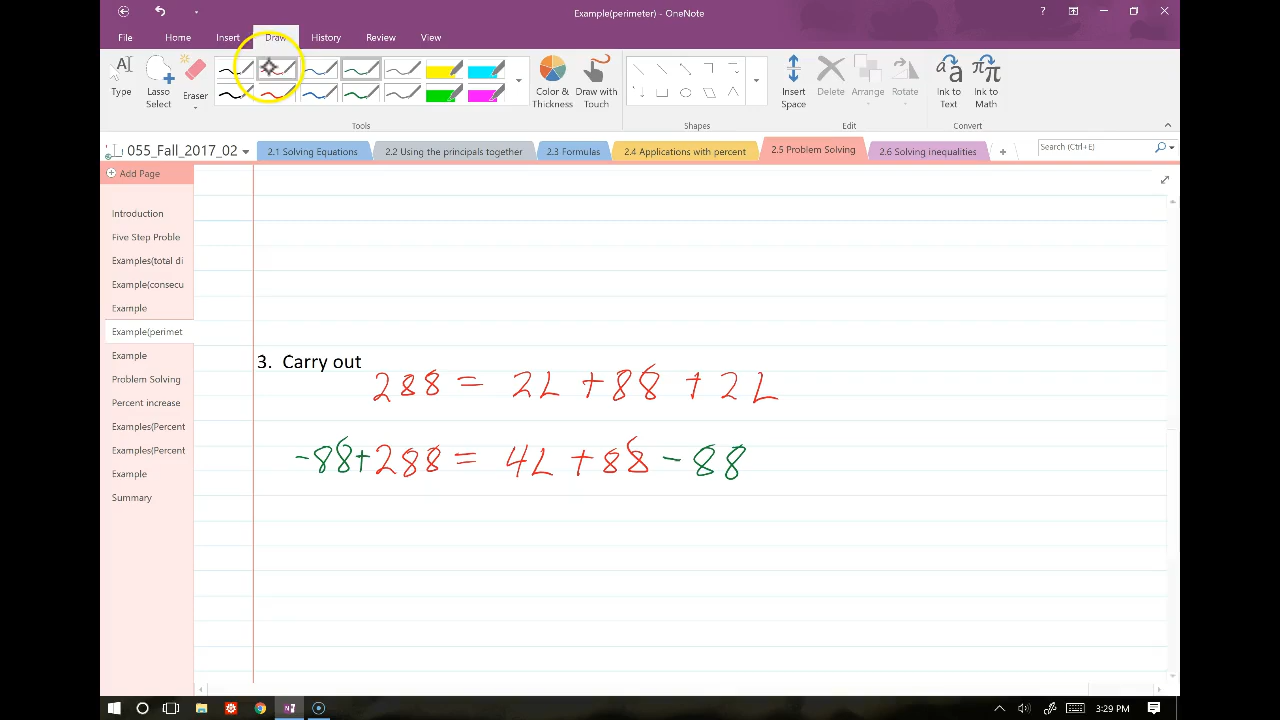 Example(perimeter) - OneNote
?
File Home Insert Draw History Review View
Type
Lasso Select
Eraser
Color & Thickness
Draw with Touch
Insert Space
Delete
Arrange
Rotate
Ink to Text
Ink to Math
Tools
Shapes
Edit
Convert
055_Fall_2017_02
2.1 Solving Equations
2.2 Using the principals together
2.3 Formulas
2.4 Applications with percent
2.5 Problem Solving
2.6 Solving inequalities
Search (Ctrl+E)
Add Page
Introduction
Five Step Proble
Examples(total di
Example(consecu
Example
Example(perimet
Example
Problem Solving
Percent increase
Examples(Percent
Examples(Percent
Example
Summary
3. Carry out
288 = 2L + 88 + 2L
-88 + 288 = 4L + 88 - 88
3:29 PM